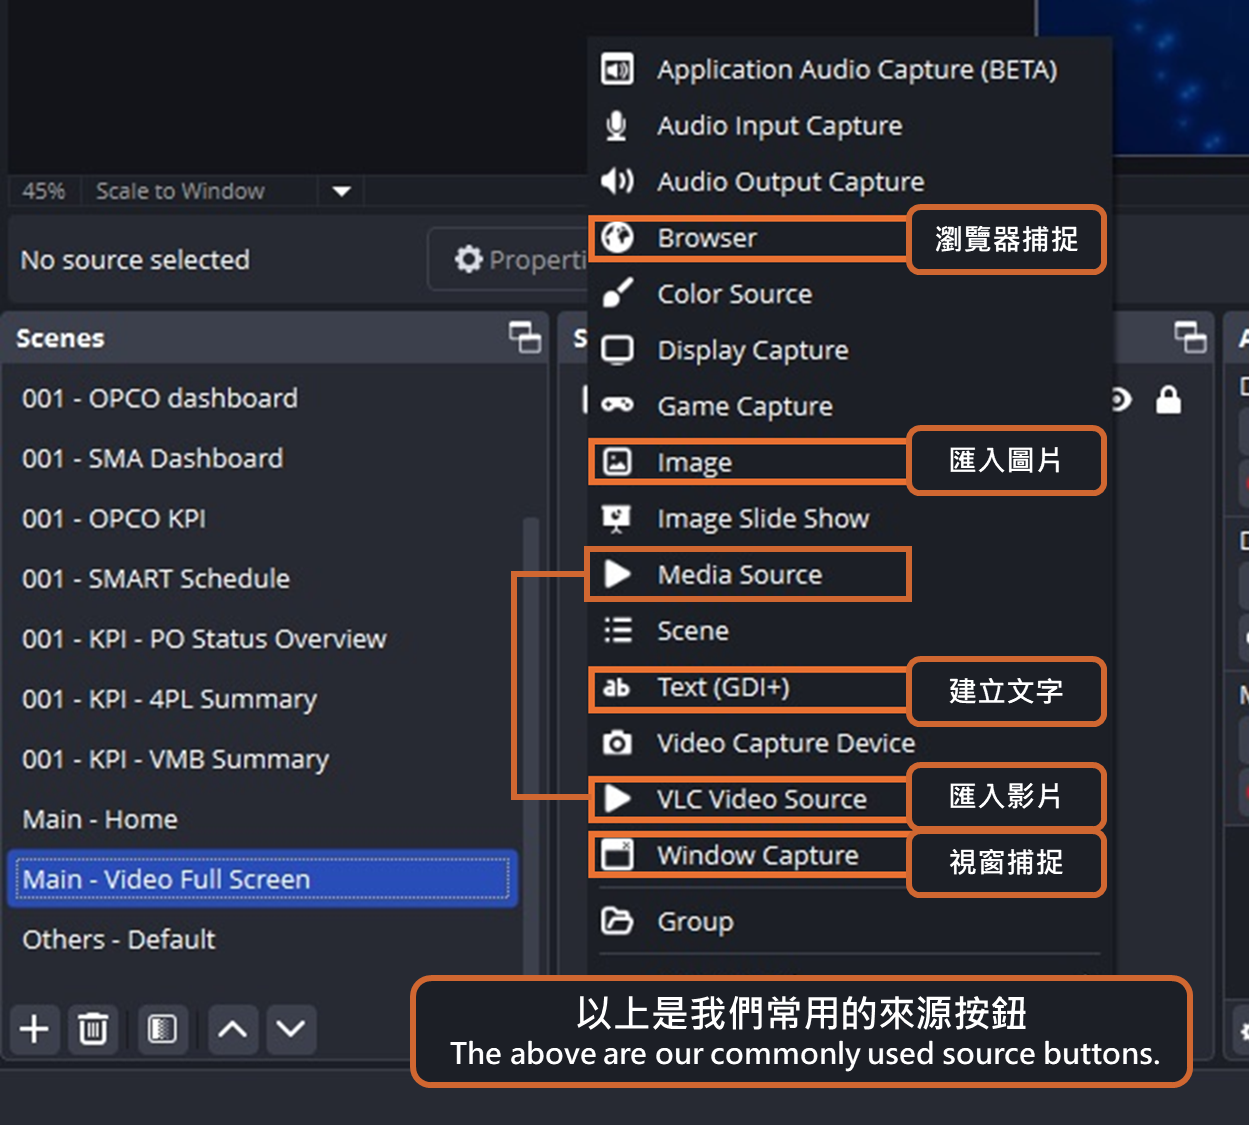 Application Audio Capture (BETA)
Audio Input Capture
Audio Output Capture
45% Scale to Window
Browser 瀏覽器捕捉
No source selected
Color Source
Scenes
Display Capture
001 - OPCO dashboard
Game Capture
001 - SMA Dashboard
Image 匯入圖片
001 - OPCO KPI
Image Slide Show
001 - SMART Schedule
Media Source
001 - KPI - PO Status Overview
Scene
001 - KPI - 4PL Summary
ab Text (GDI+) 建立文字
001 - KPI - VMB Summary
Video Capture Device
Main - Home
VLC Video Source 匯入影片
Main - Video Full Screen
Window Capture 視窗捕捉
Others - Default
Group
以上是我們常用的來源按鈕
The above are our commonly used source buttons.